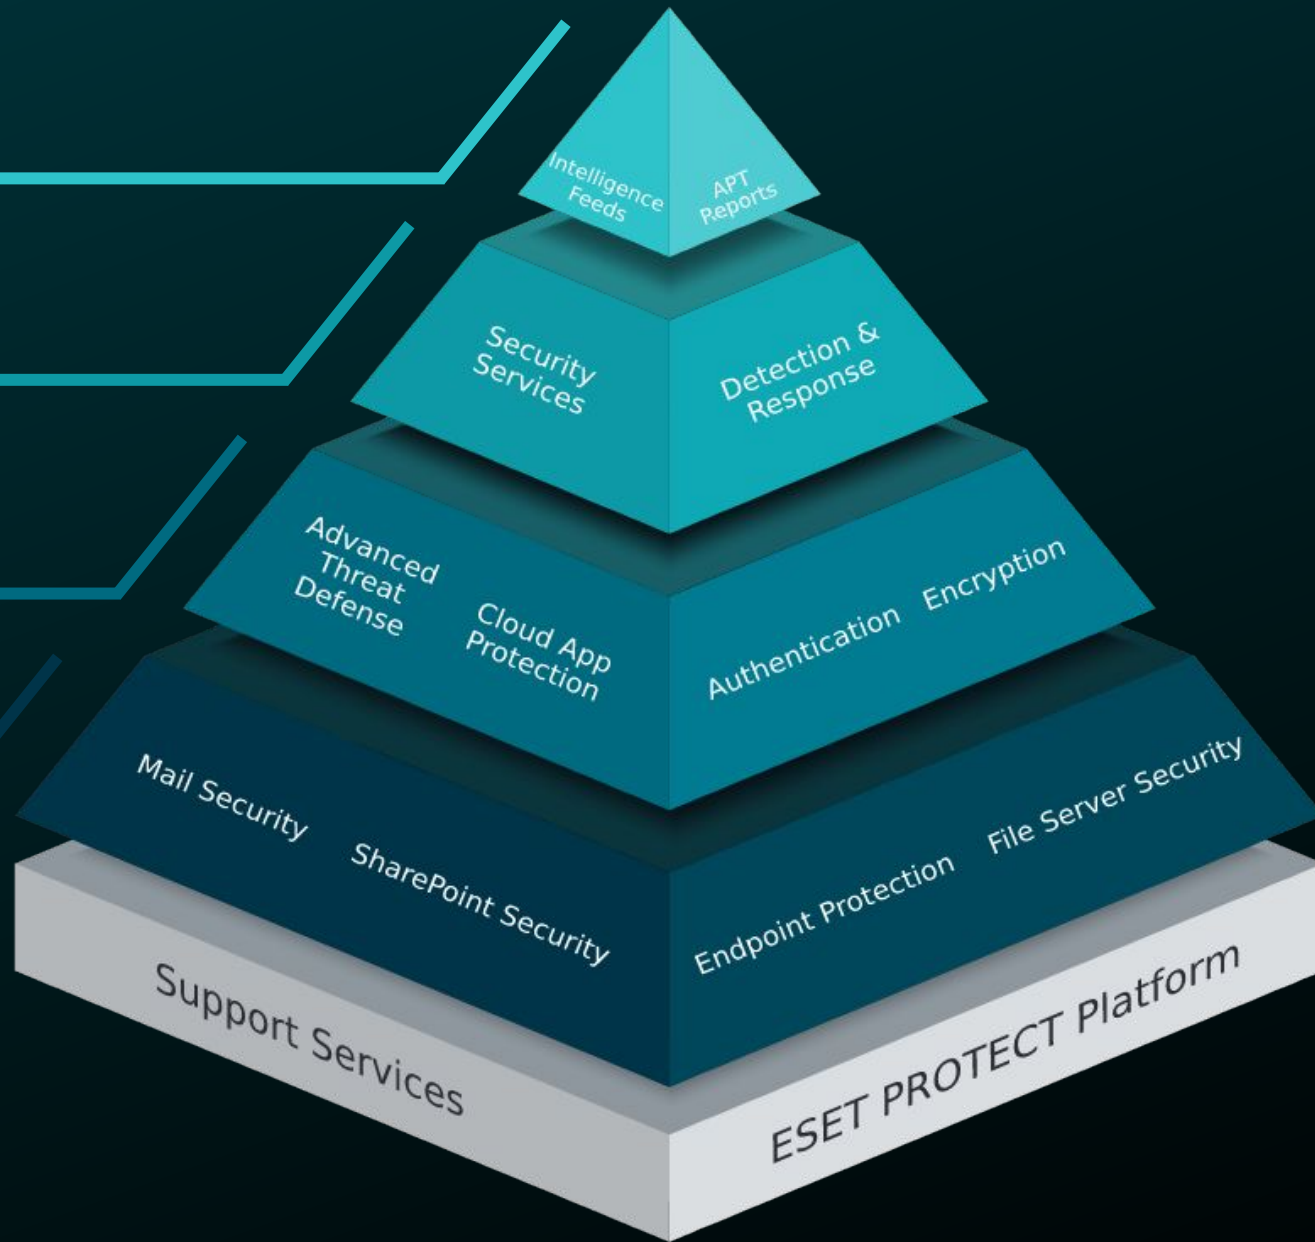 Intelligence
Feeds
APT
Reports
Security
Services
Detection &
Response
Advanced
Threat
Defense
Cloud App
Protection
Authentication
Encryption
Mail Security
SharePoint Security
Endpoint Protection
File Server Security
Support Services
ESET PROTECT Platform